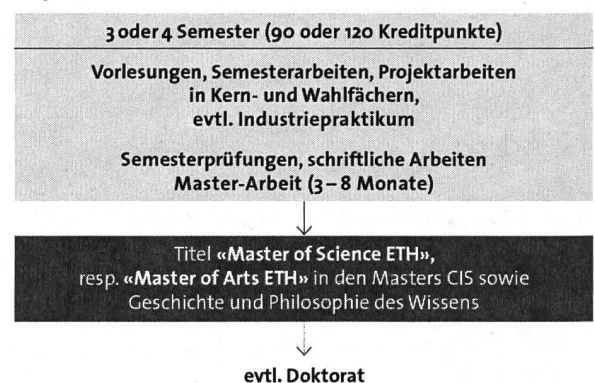 3 oder 4 Semester (90 oder 120 Kreditpunkte)
Vorlesungen, Semesterarbeiten, Projektarbeiten
in Kern- und Wahlfächern,
evtl. Industriepraktikum
Semesterprüfungen, schriftliche Arbeiten
Master-Arbeit (3–8 Monate)
Titel «Master of Science ETH»,
resp. «Master of Arts ETH» in den Masters CIS sowie
Geschichte und Philosophie des Wissens
evtl. Doktorat